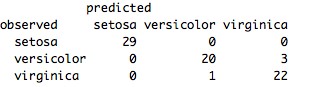 predicted
observed setosa versicolor virginica
setosa 29 0 0
versicolor 0 20 3
virginica 0 1 22